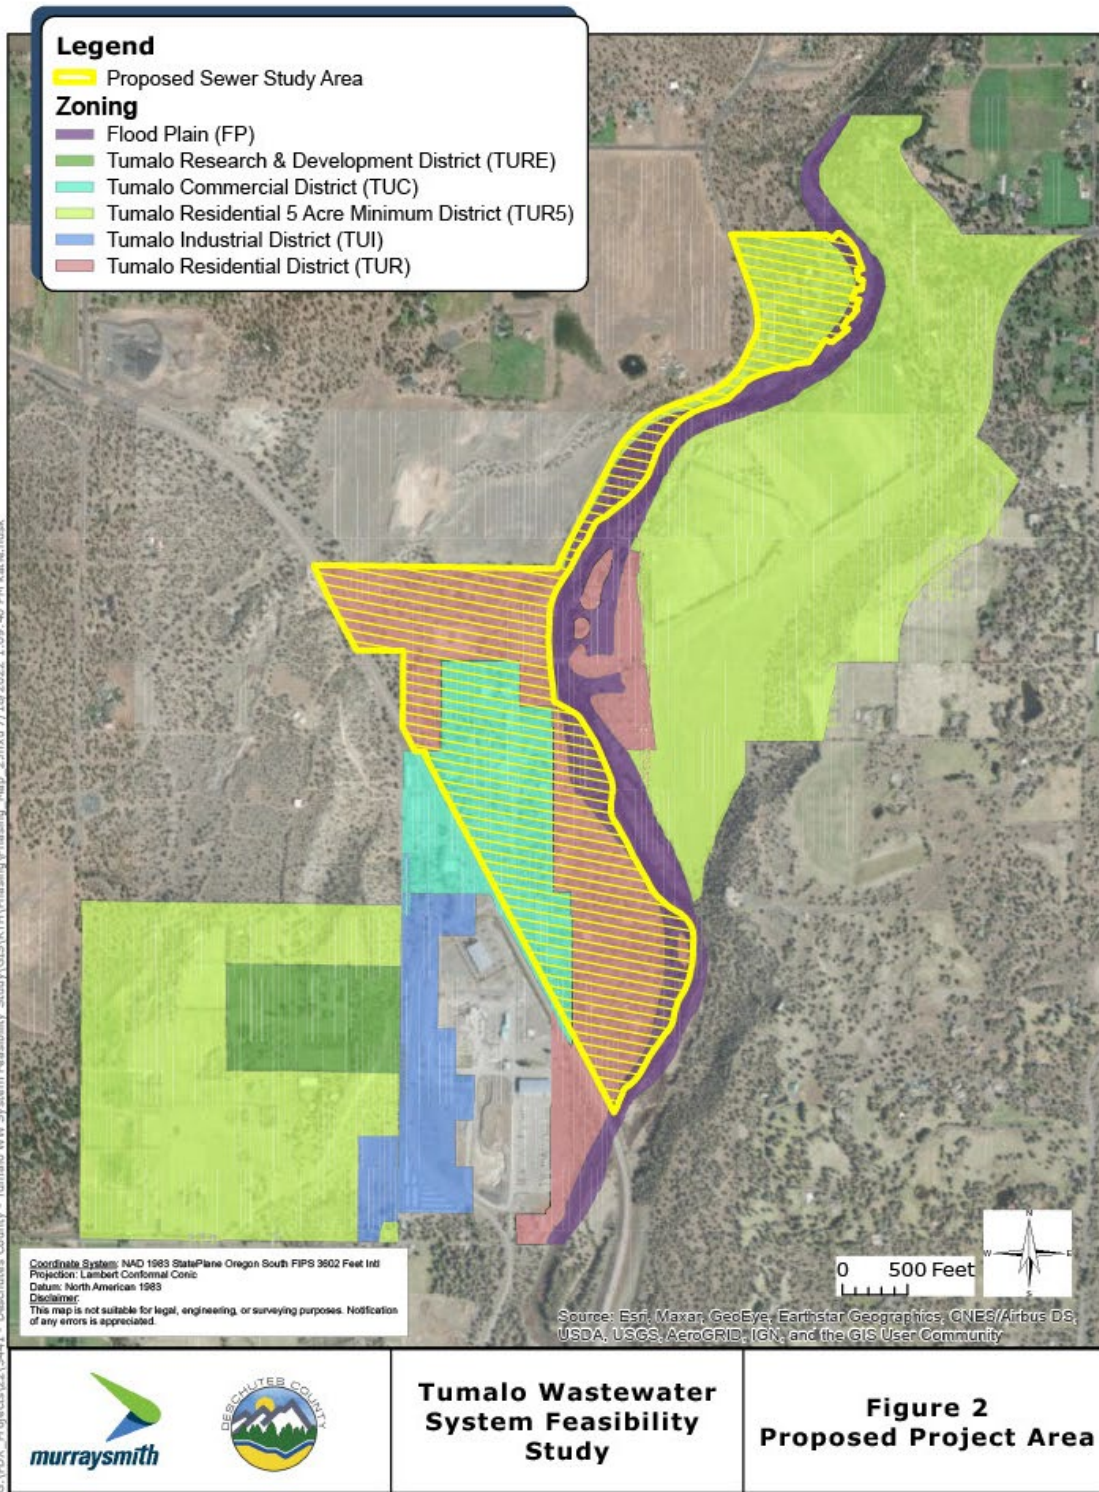 Legend
Proposed Sewer Study Area
Zoning
Flood Plain (FP)
Tumalo Research & Development District (TURE)
Tumalo Commercial District (TUC)
Tumalo Residential 5 Acre Minimum District (TUR5)
Tumalo Industrial District (TUI)
Tumalo Residential District (TUR)
Coordinate System: NAD 1983 StatePlane Oregon South FIPS 3602 Feet Intl
Projection: Lambert Conformal Conic
Datum: North American 1983
Disclaimer:
This map is not suitable for legal, engineering, or surveying purposes. Notification
of any errors is appreciated.
0 500 Feet
N
W E
S
Source: Esri, Maxar, GeoEye, Earthstar Geographics, CNES/Airbus DS,
USDA, USGS, AeroGRID, IGN, and the GIS User Community
murraysmith
DESCHUTES COUNTY
Tumalo Wastewater
System Feasibility
Study
Figure 2
Proposed Project Area